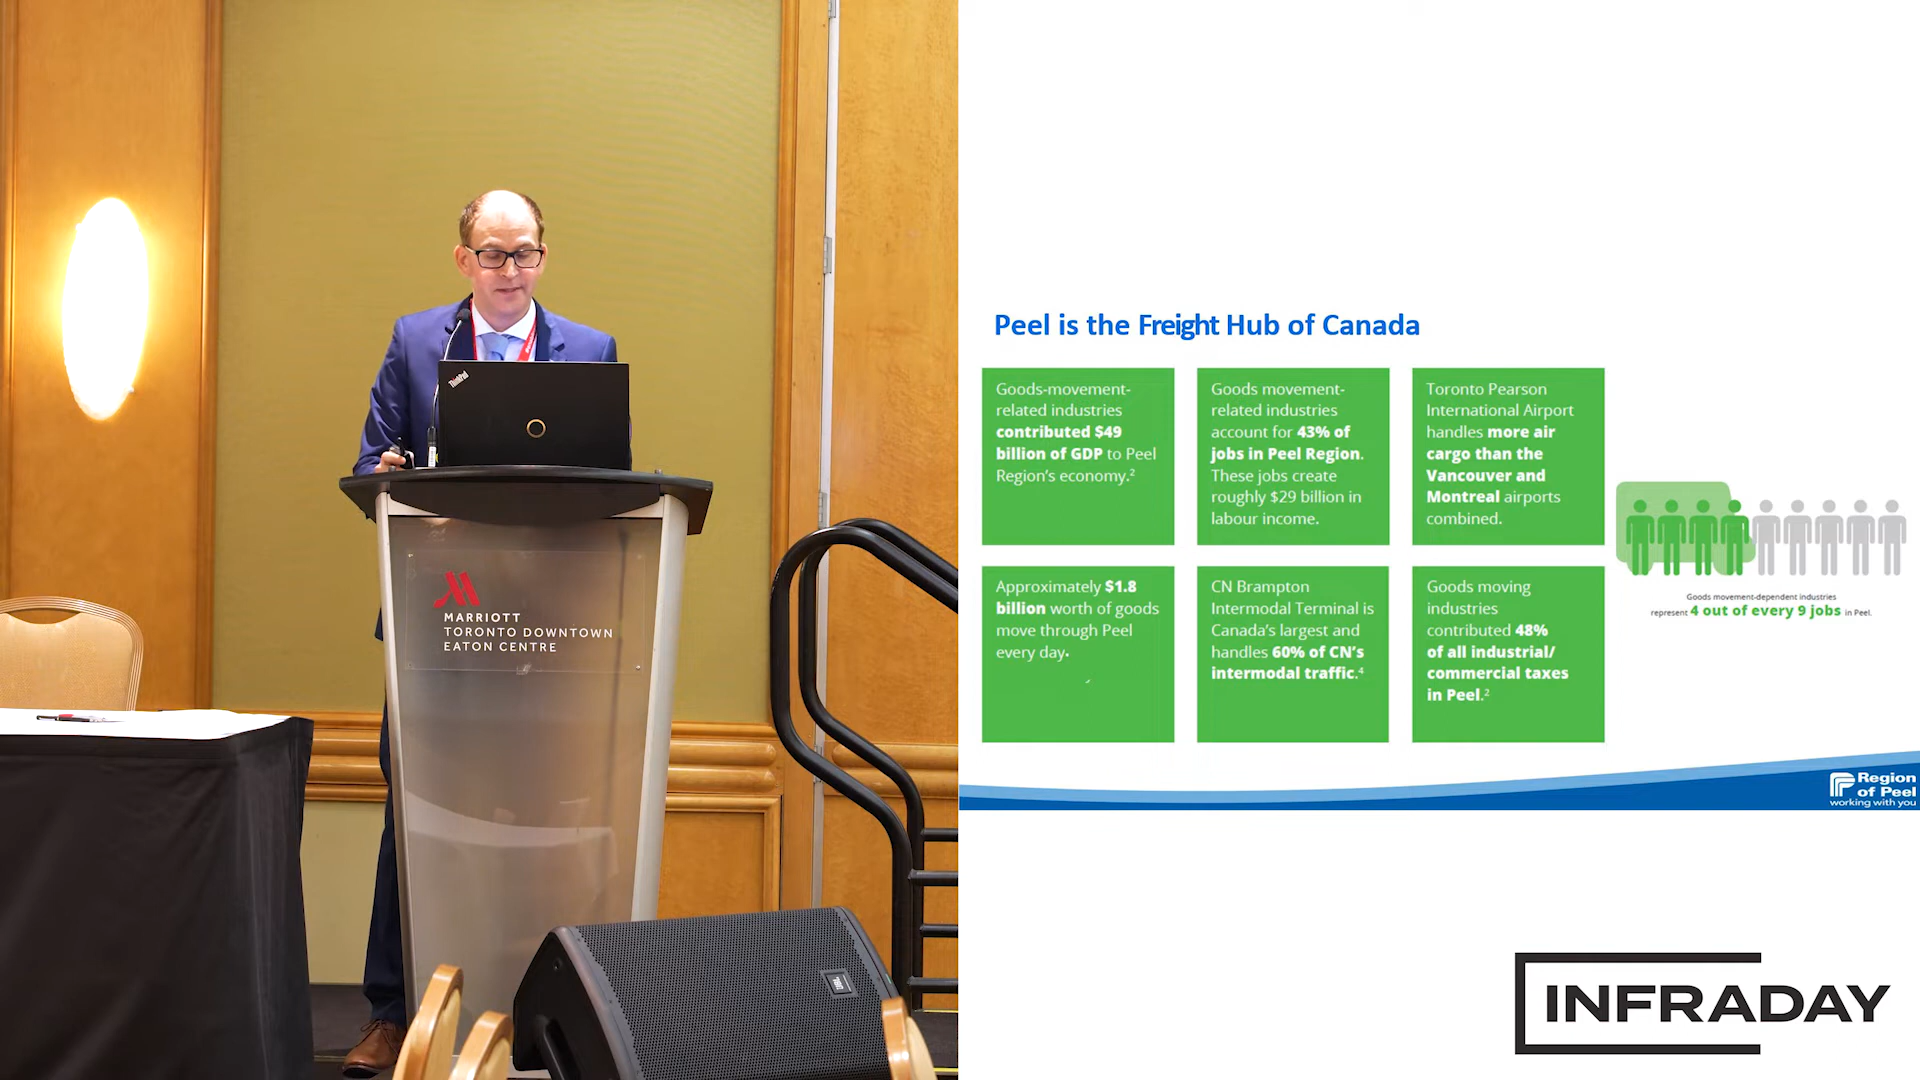 ThinkPad
MARRIOTT
TORONTO DOWNTOWN
EATON CENTRE
JBL
Peel is the Freight Hub of Canada
Goods-movement-
related industries
contributed $49
billion of GDP to Peel
Region's economy.²
Goods movement-
related industries
account for 43% of
jobs in Peel Region.
These jobs create
roughly $29 billion in
labour income.
Toronto Pearson
International Airport
handles more air
cargo than the
Vancouver and
Montreal airports
combined.
Approximately $1.8
billion worth of goods
move through Peel
every day.
CN Brampton
Intermodal Terminal is
Canada's largest and
handles 60% of CN's
intermodal traffic.⁴
Goods moving
industries
contributed 48%
of all industrial/
commercial taxes
in Peel.²
Goods movement-dependent industries
represent 4 out of every 9 jobs in Peel.
Region
of Peel
working with you
INFRADAY